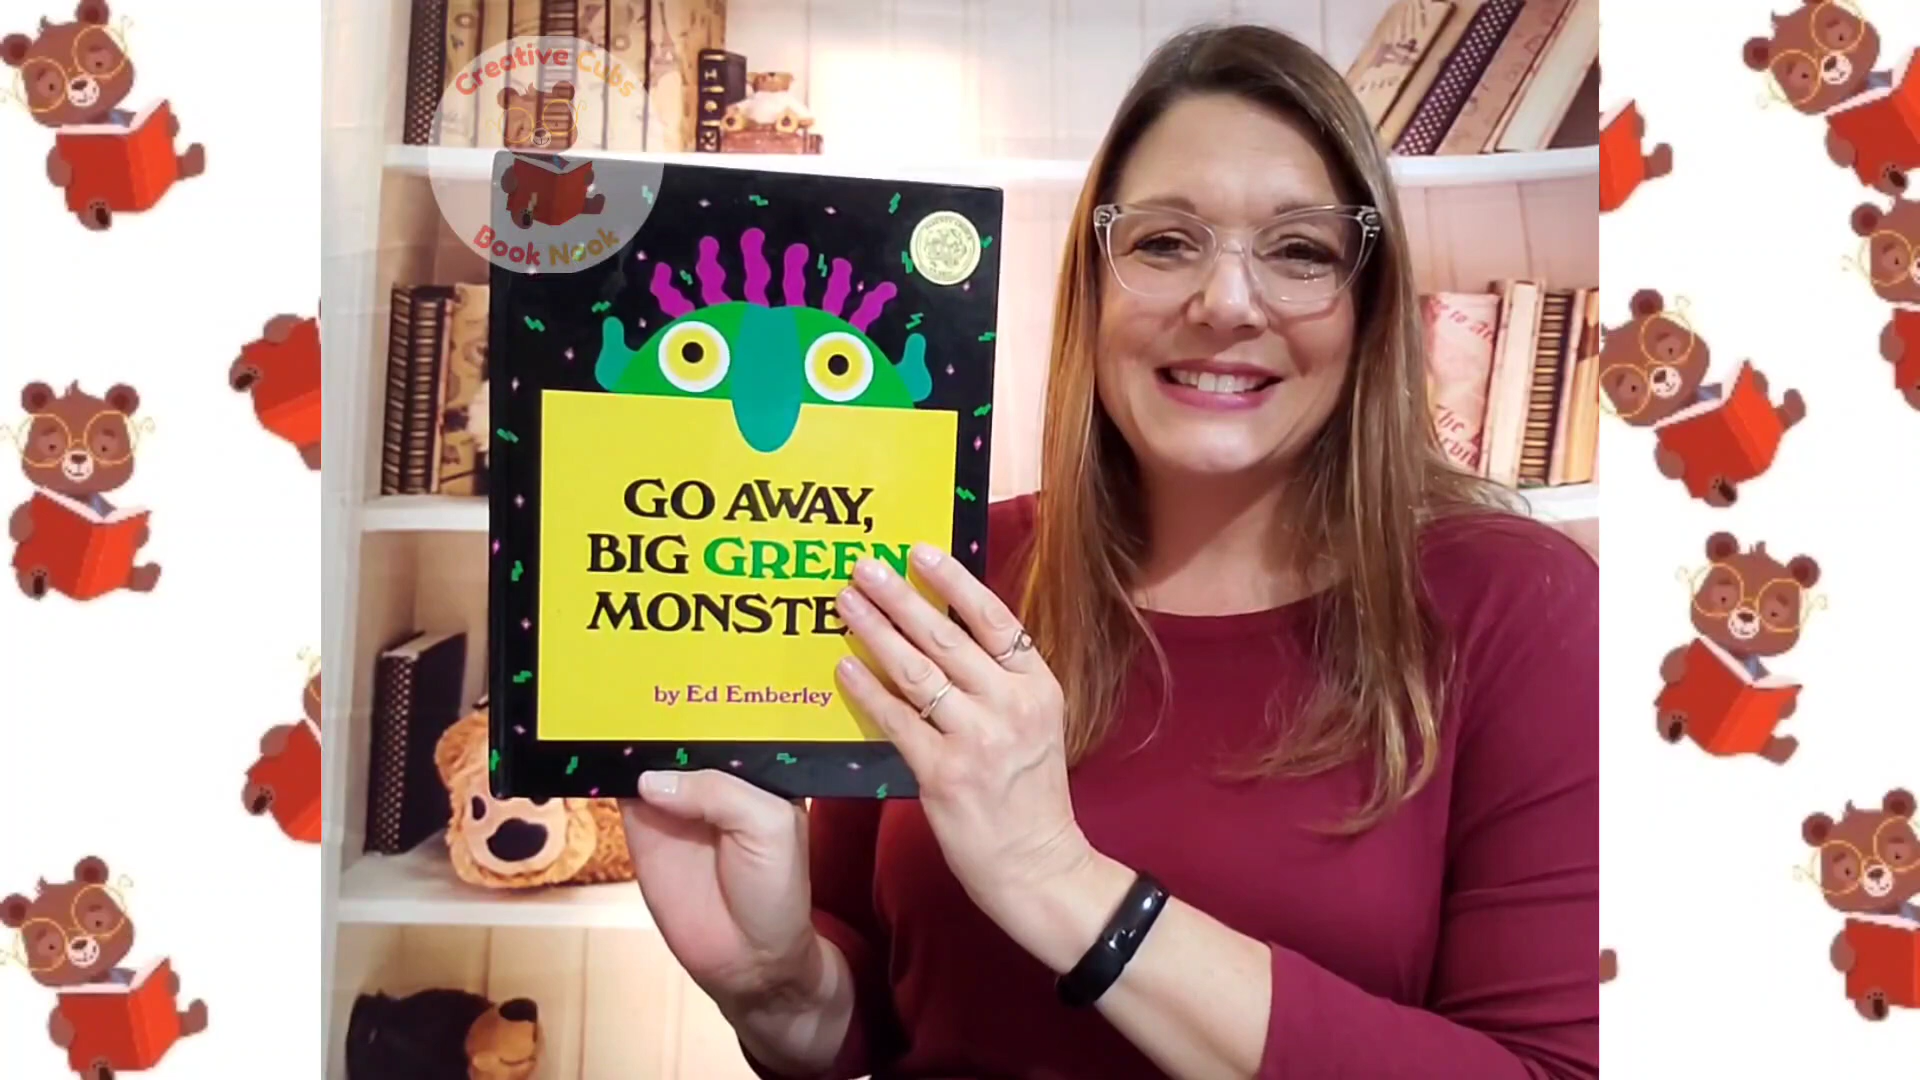 Creative Cubs
Book Nook
GO AWAY,
BIG GREEN
MONSTE
by Ed Emberley